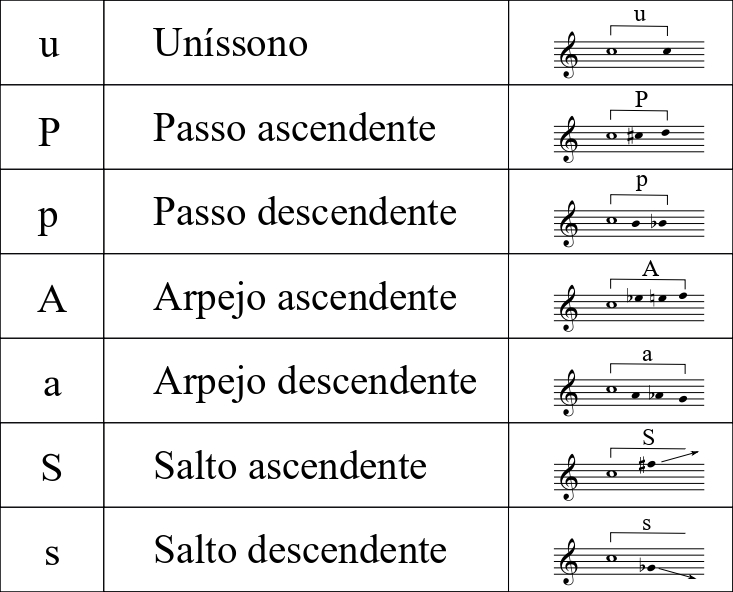 u Uníssono u
P Passo ascendente P
p Passo descendente p
A Arpejo ascendente A
a Arpejo descendente a
S Salto ascendente S
s Salto descendente s